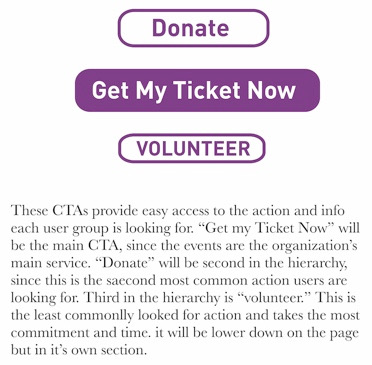 Donate
Get My Ticket Now
VOLUNTEER
These CTAs provide easy access to the action and info
each user group is looking for. “Get my Ticket Now” will
be the main CTA, since the events are the organization’s
main service. “Donate” will be second in the hierarchy,
since this is the saecond most common action users are
looking for. Third in the hierarchy is “volunteer.” This is
the least commonlly looked for action and takes the most
commitment and time. it will be lower down on the page
but in it’s own section.